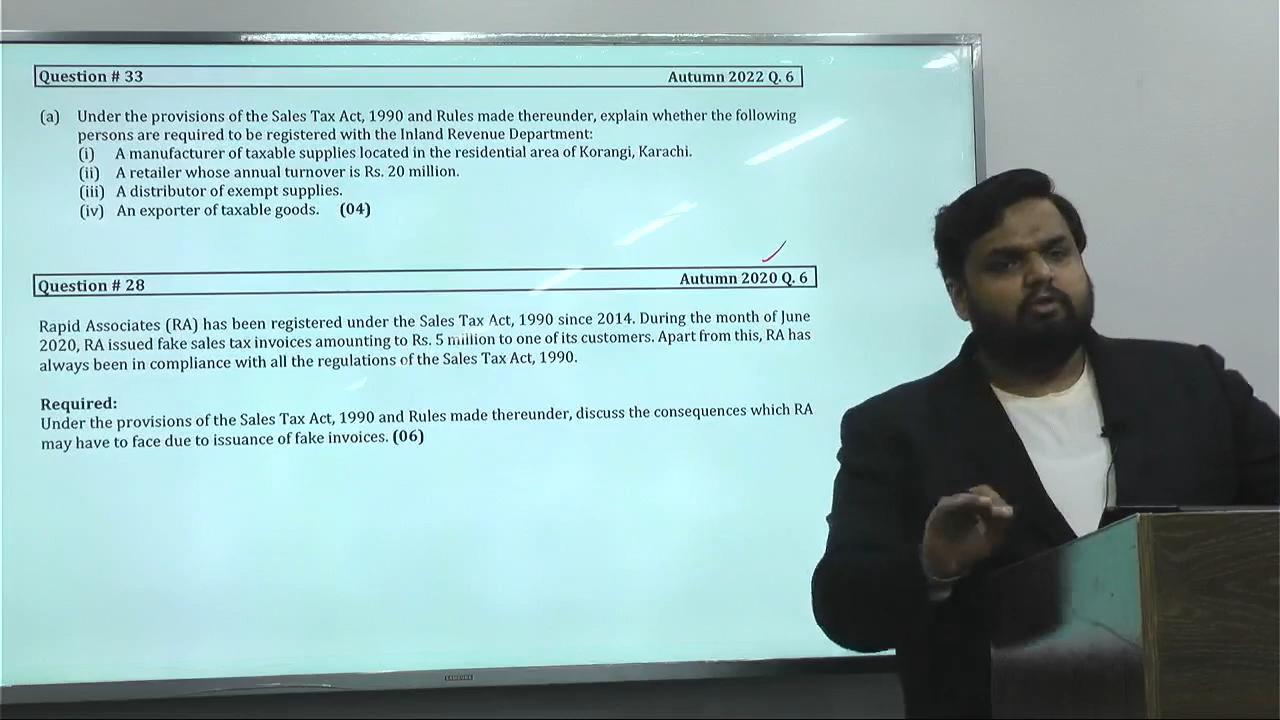 Question # 33 Autumn 2022 Q. 6
(a) Under the provisions of the Sales Tax Act, 1990 and Rules made thereunder, explain whether the following
persons are required to be registered with the Inland Revenue Department:
(i) A manufacturer of taxable supplies located in the residential area of Korangi, Karachi.
(ii) A retailer whose annual turnover is Rs. 20 million.
(iii) A distributor of exempt supplies.
(iv) An exporter of taxable goods. (04)
Question # 28 Autumn 2020 Q. 6
Rapid Associates (RA) has been registered under the Sales Tax Act, 1990 since 2014. During the month of June
2020, RA issued fake sales tax invoices amounting to Rs. 5 million to one of its customers. Apart from this, RA has
always been in compliance with all the regulations of the Sales Tax Act, 1990.
Required:
Under the provisions of the Sales Tax Act, 1990 and Rules made thereunder, discuss the consequences which RA
may have to face due to issuance of fake invoices. (06)
SAMSUNG